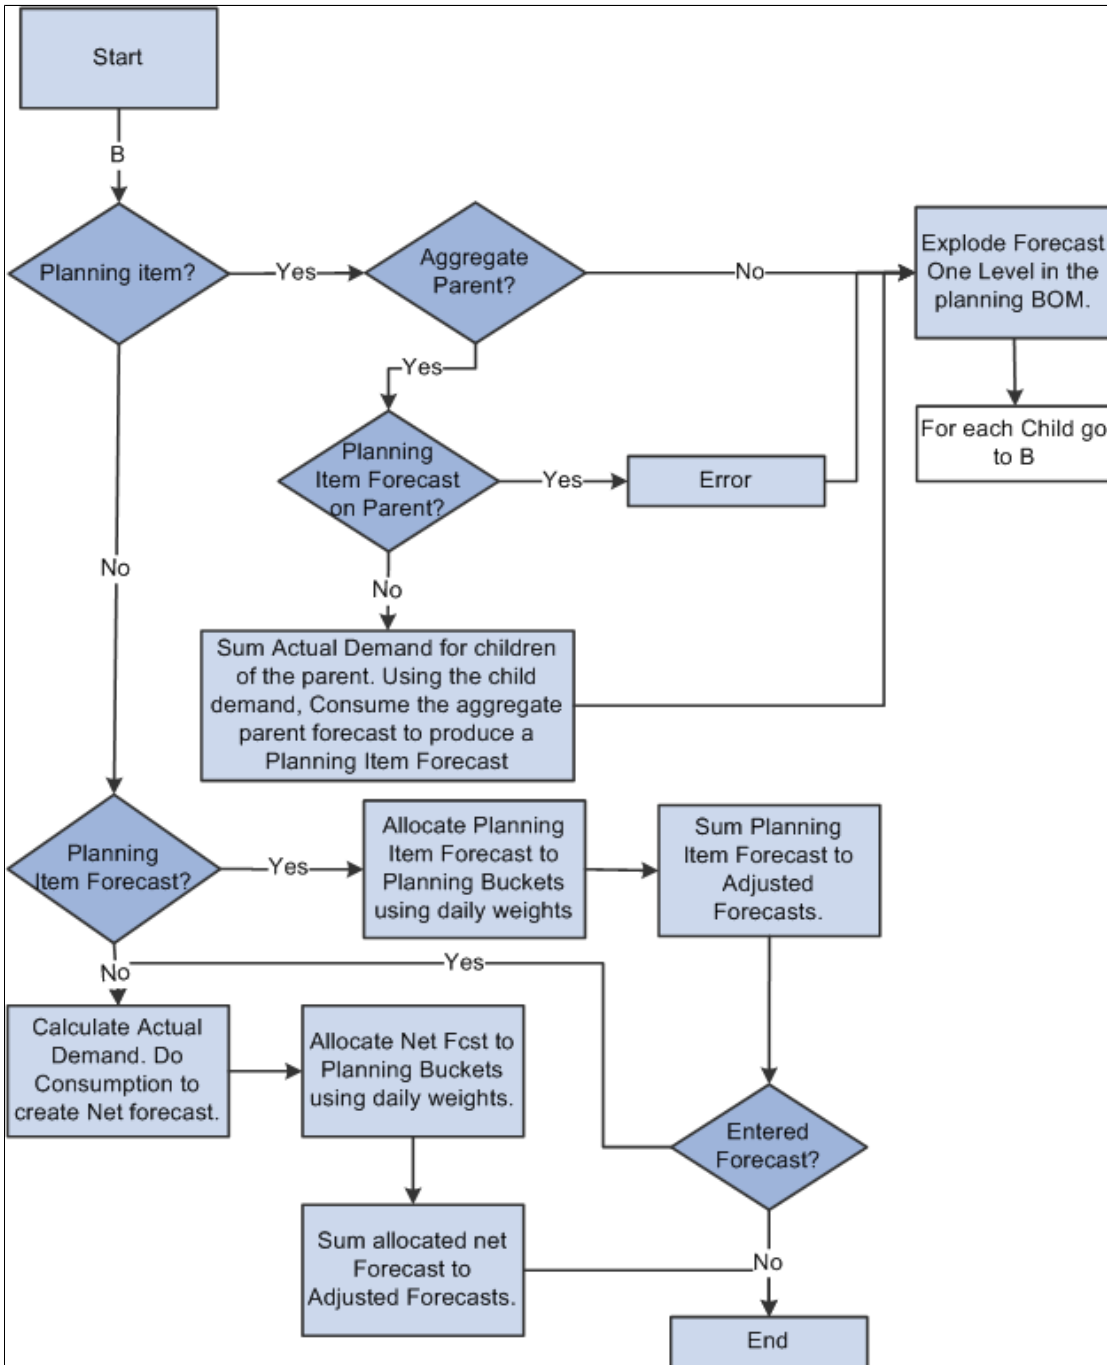 Start
B
Planning item?
Yes
Aggregate
Parent?
No
Explode Forecast
One Level in the
planning BOM.
For each Child go
to B
Yes
Planning
Item Forecast
on Parent?
Yes
Error
No
No
Sum Actual Demand for children
of the parent. Using the child
demand, Consume the aggregate
parent forecast to produce a
Planning Item Forecast
Planning
Item Forecast?
Yes
Allocate Planning
Item Forecast to
Planning Buckets
using daily weights
Sum Planning
Item Forecast to
Adjusted
Forecasts.
No
Yes
Calculate Actual
Demand. Do
Consumption to
create Net forecast.
Allocate Net Fcst to
Planning Buckets
using daily weights.
Entered
Forecast?
Sum allocated net
Forecast to
Adjusted Forecasts.
No
End